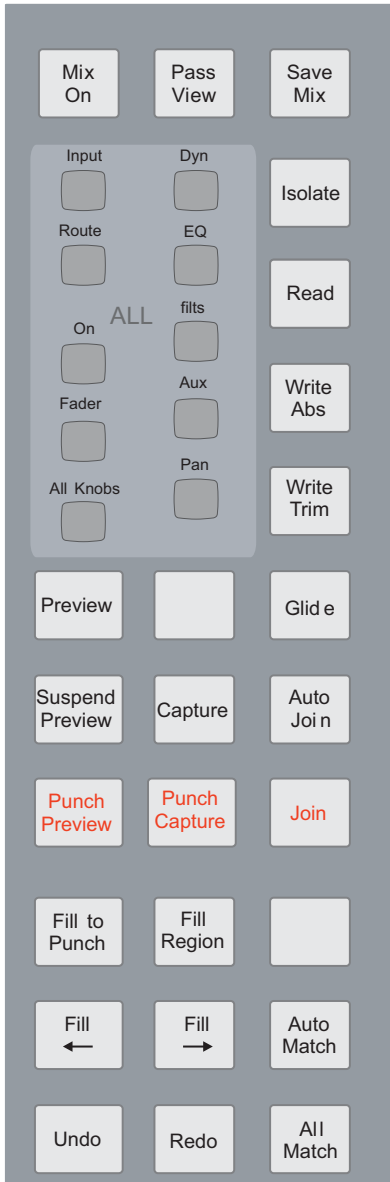 Mix
On
Pass
View
Save
Mix
Input
Dyn
Isolate
Route
EQ
Read
ALL
filts
On
Aux
Write
Abs
Fader
Pan
Write
Trim
All Knobs
Preview
Glid e
Suspend
Preview
Capture
Auto
Joi n
Punch
Preview
Punch
Capture
Join
Fill to
Punch
Fill
Region
Fill
←
Fill
→
Auto
Match
Undo
Redo
All
Match